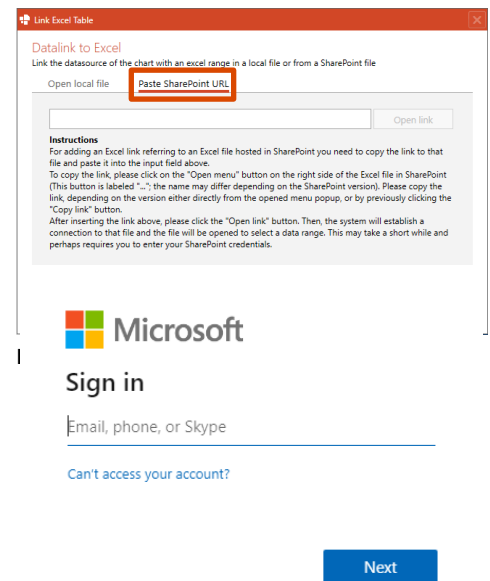 Link Excel Table
Datalink to Excel
Link the datasource of the chart with an excel range in a local file or from a SharePoint file
Open local file Paste SharePoint URL
Open link
Instructions
For adding an Excel link referring to an Excel file hosted in SharePoint you need to copy the link to that
file and paste it into the input field above.
To copy the link, please click on the "Open menu" button on the right side of the Excel file in SharePoint
(This button is labeled "..."; the name may differ depending on the SharePoint version). Please copy the
link, depending on the version either directly from the opened menu popup, or by previously clicking the
"Copy link" button.
After inserting the link above, please click the "Open link" button. Then, the system will establish a
connection to that file and the file will be opened to select a data range. This may take a short while and
perhaps requires you to enter your SharePoint credentials.
Microsoft
Sign in
Email, phone, or Skype
Can't access your account?
Next